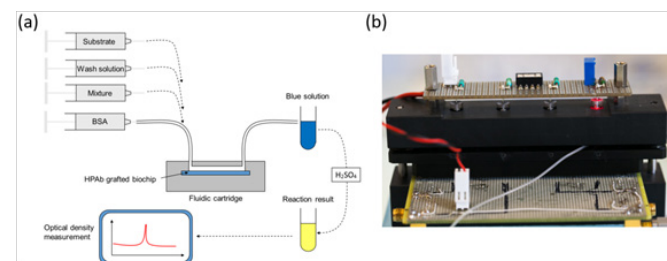 (a)
Substrate
Wash solution
Mixture
BSA
Blue solution
HPAb grafted biochip
Fluidic cartridge
H₂SO₄
Reaction result
Optical density
measurement
(b)